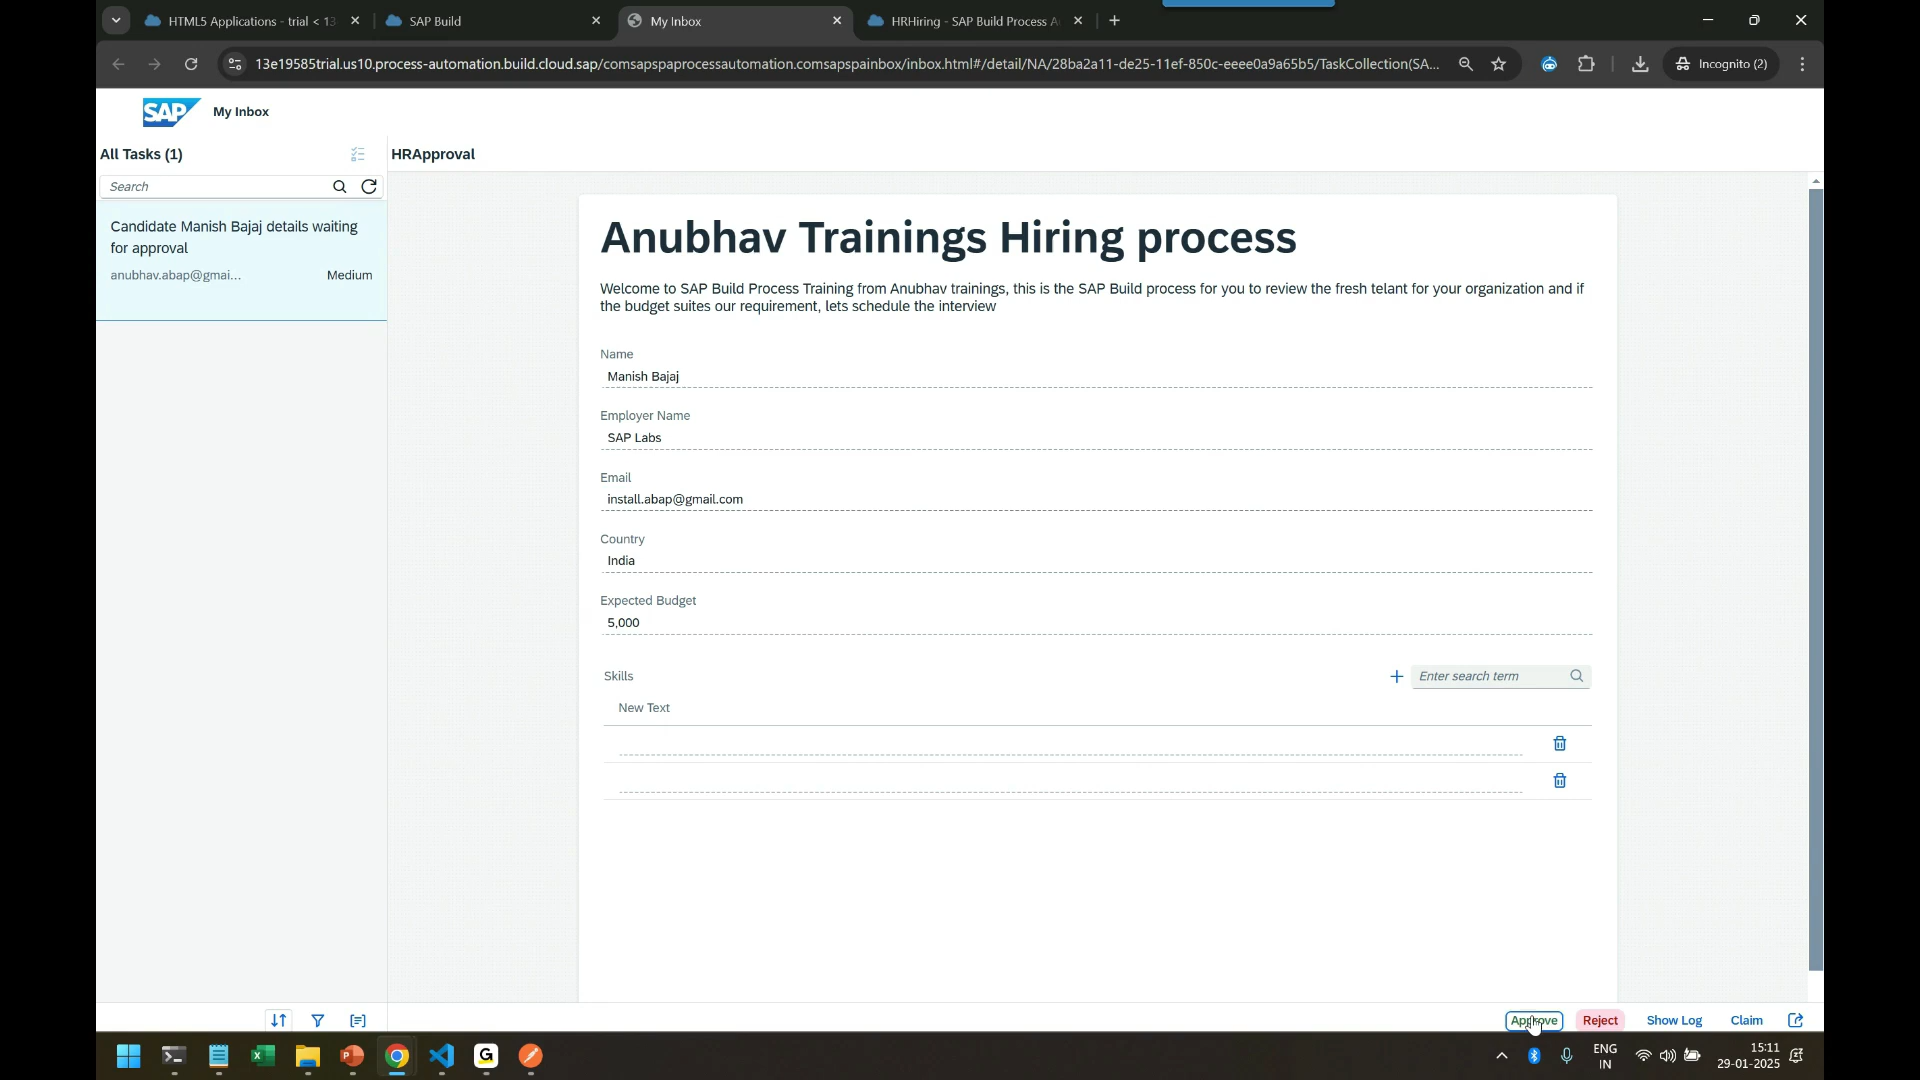 HTML5 Applications - trial < 13
SAP Build
My Inbox
HRHiring - SAP Build Process A
13e19585trial.us10.process-automation.build.cloud.sap/comsapspaprocessautomation.comsapspainbox/inbox.html#/detail/NA/28ba2a11-de25-11ef-850c-eeee0a9a65b5/TaskCollection(SA...
Incognito (2)
SAP My Inbox
All Tasks (1)
HRApproval
Search
Candidate Manish Bajaj details waiting
for approval
anubhav.abap@gmai...
Medium
Anubhav Trainings Hiring process
Welcome to SAP Build Process Training from Anubhav trainings, this is the SAP Build process for you to review the fresh telant for your organization and if
the budget suites our requirement, lets schedule the interview
Name
Manish Bajaj
Employer Name
SAP Labs
Email
install.abap@gmail.com
Country
India
Expected Budget
5,000
Skills
Enter search term
New Text
Approve
Reject
Show Log
Claim
ENG
IN
15:11
29-01-2025